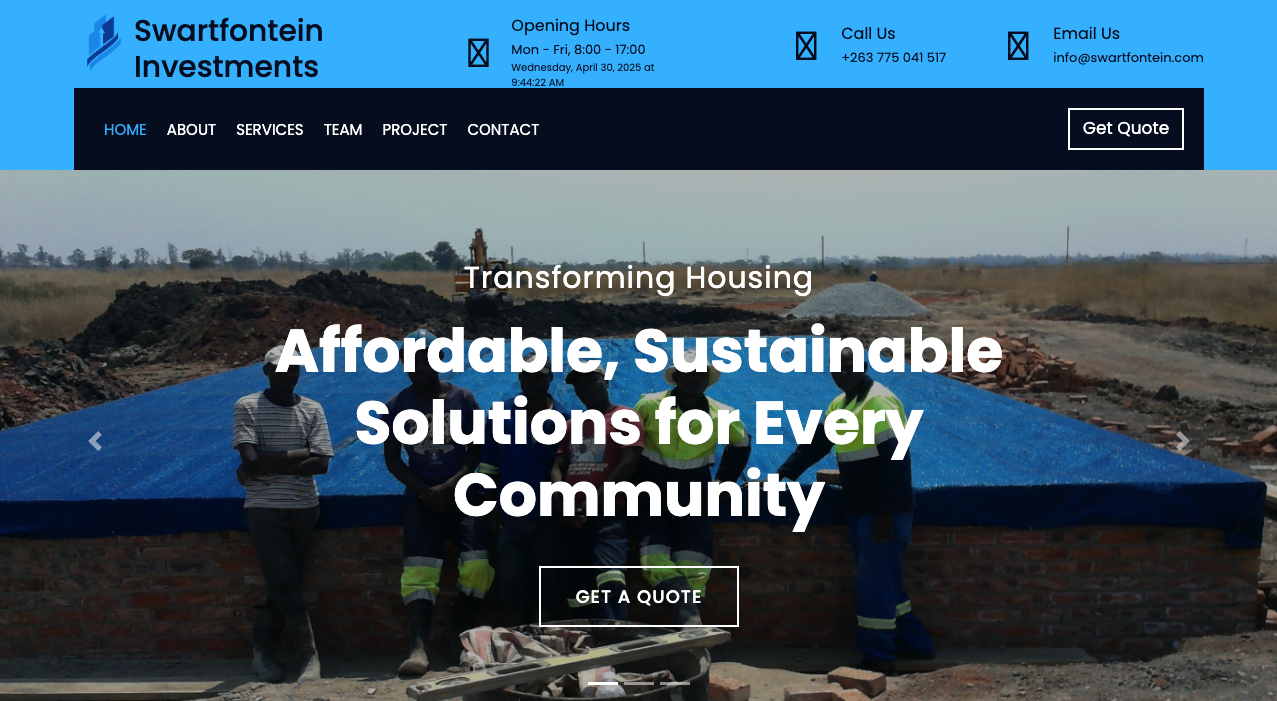 Swartfontein
Investments
Opening Hours
Mon - Fri, 8:00 - 17:00
Wednesday, April 30, 2025 at
9:44:22 AM
Call Us
+263 775 041 517
Email Us
info@swartfontein.com
HOME ABOUT SERVICES TEAM PROJECT CONTACT
Get Quote
Transforming Housing
Affordable, Sustainable
Solutions for Every
Community
GET A QUOTE